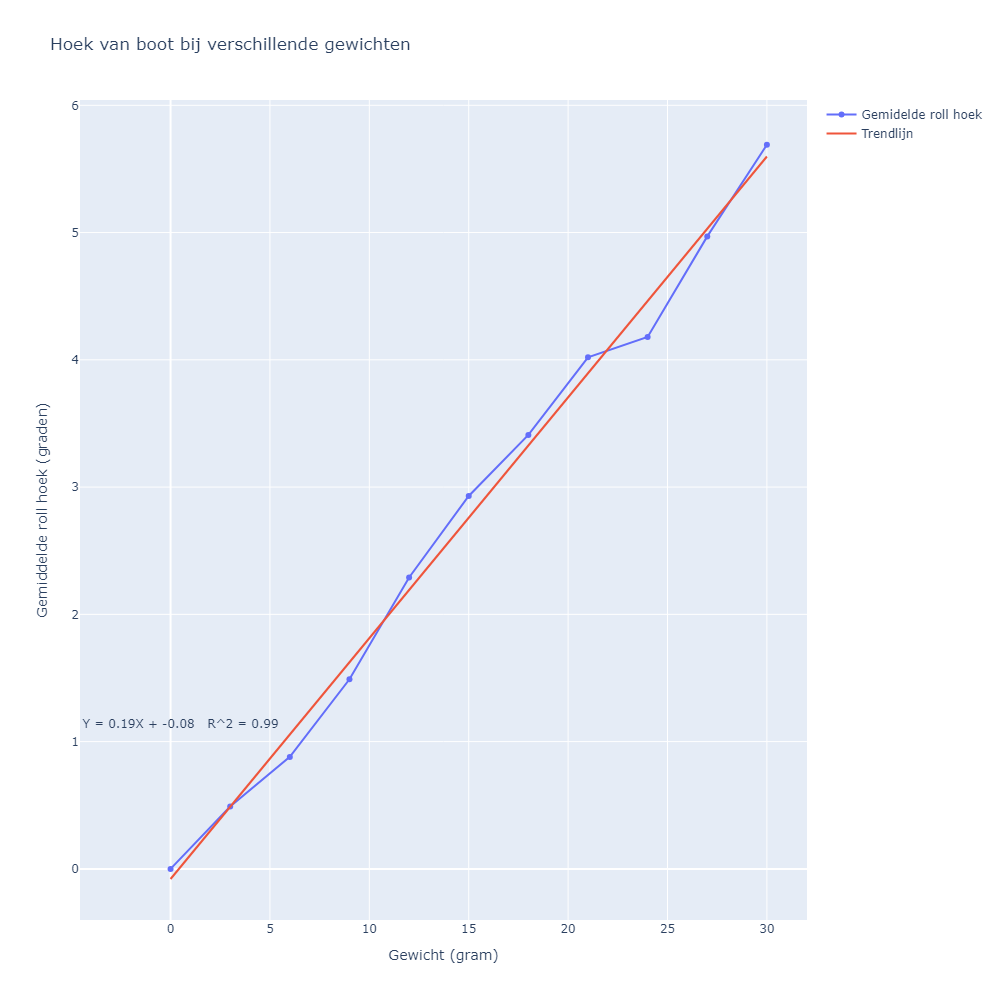 Hoek van boot bij verschillende gewichten
Gemidelde roll hoek
Trendlijn
6
5
4
3
2
1
0
Gemiddelde roll hoek (graden)
Y = 0.19X + -0.08   R^2 = 0.99
0 5 10 15 20 25 30
Gewicht (gram)